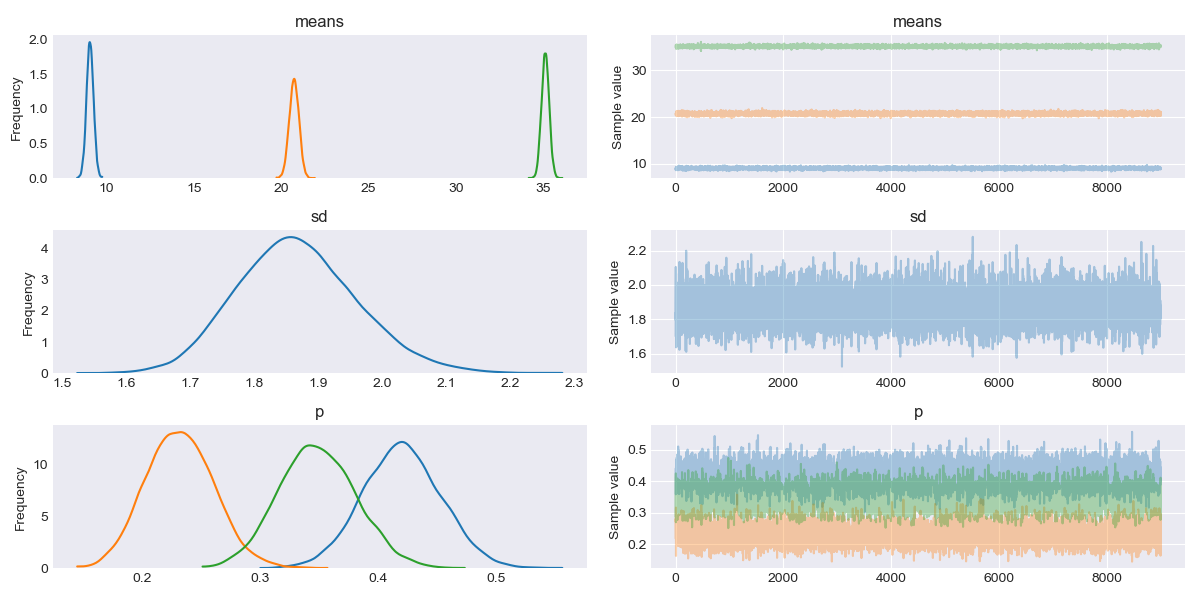 means
Frequency
2.0
1.5
1.0
0.5
0.0
10 15 20 25 30 35
means
Sample value
30
20
10
0 2000 4000 6000 8000
sd
Frequency
4
3
2
1
0
1.5 1.6 1.7 1.8 1.9 2.0 2.1 2.2 2.3
sd
Sample value
2.2
2.0
1.8
1.6
0 2000 4000 6000 8000
p
Frequency
10
5
0
0.2 0.3 0.4 0.5
p
Sample value
0.5
0.4
0.3
0.2
0 2000 4000 6000 8000